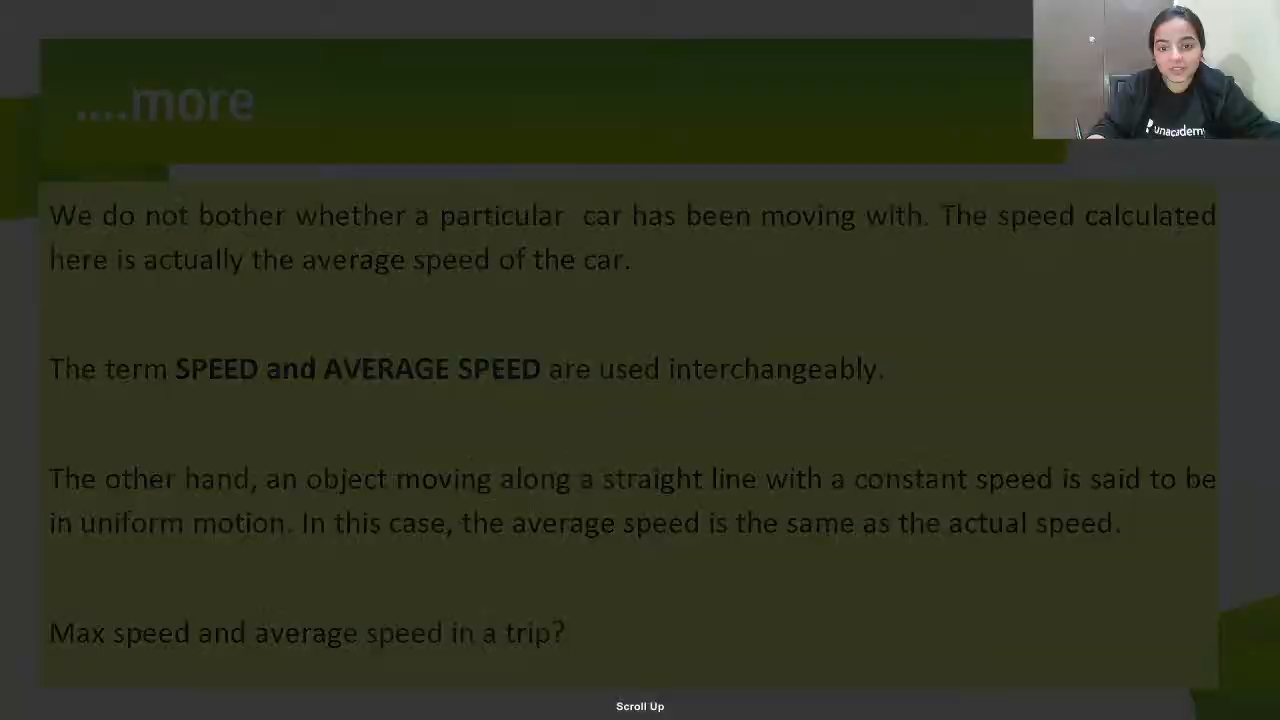 ....more
unacademy
We do not bother whether a particular car has been moving with. The speed calculated
here is actually the average speed of the car.
The term SPEED and AVERAGE SPEED are used interchangeably.
The other hand, an object moving along a straight line with a constant speed is said to be
in uniform motion. In this case, the average speed is the same as the actual speed.
Max speed and average speed in a trip?
Scroll Up